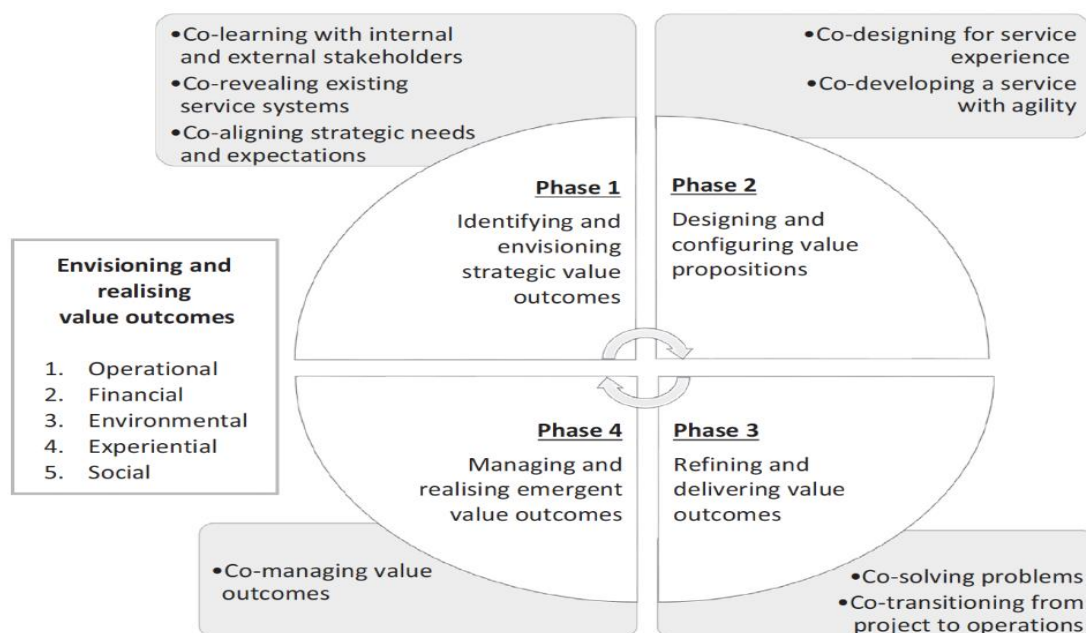 •Co-learning with internal
and external stakeholders
•Co-revealing existing
service systems
•Co-aligning strategic needs
and expectations
•Co-designing for service
experience
•Co-developing a service
with agility
Phase 1
Identifying and
envisioning
strategic value
outcomes
Phase 2
Designing and
configuring value
propositions
Envisioning and
realising
value outcomes
1. Operational
2. Financial
3. Environmental
4. Experiential
5. Social
Phase 4
Managing and
realising emergent
value outcomes
Phase 3
Refining and
delivering value
outcomes
•Co-managing value
outcomes
•Co-solving problems
•Co-transitioning from
project to operations